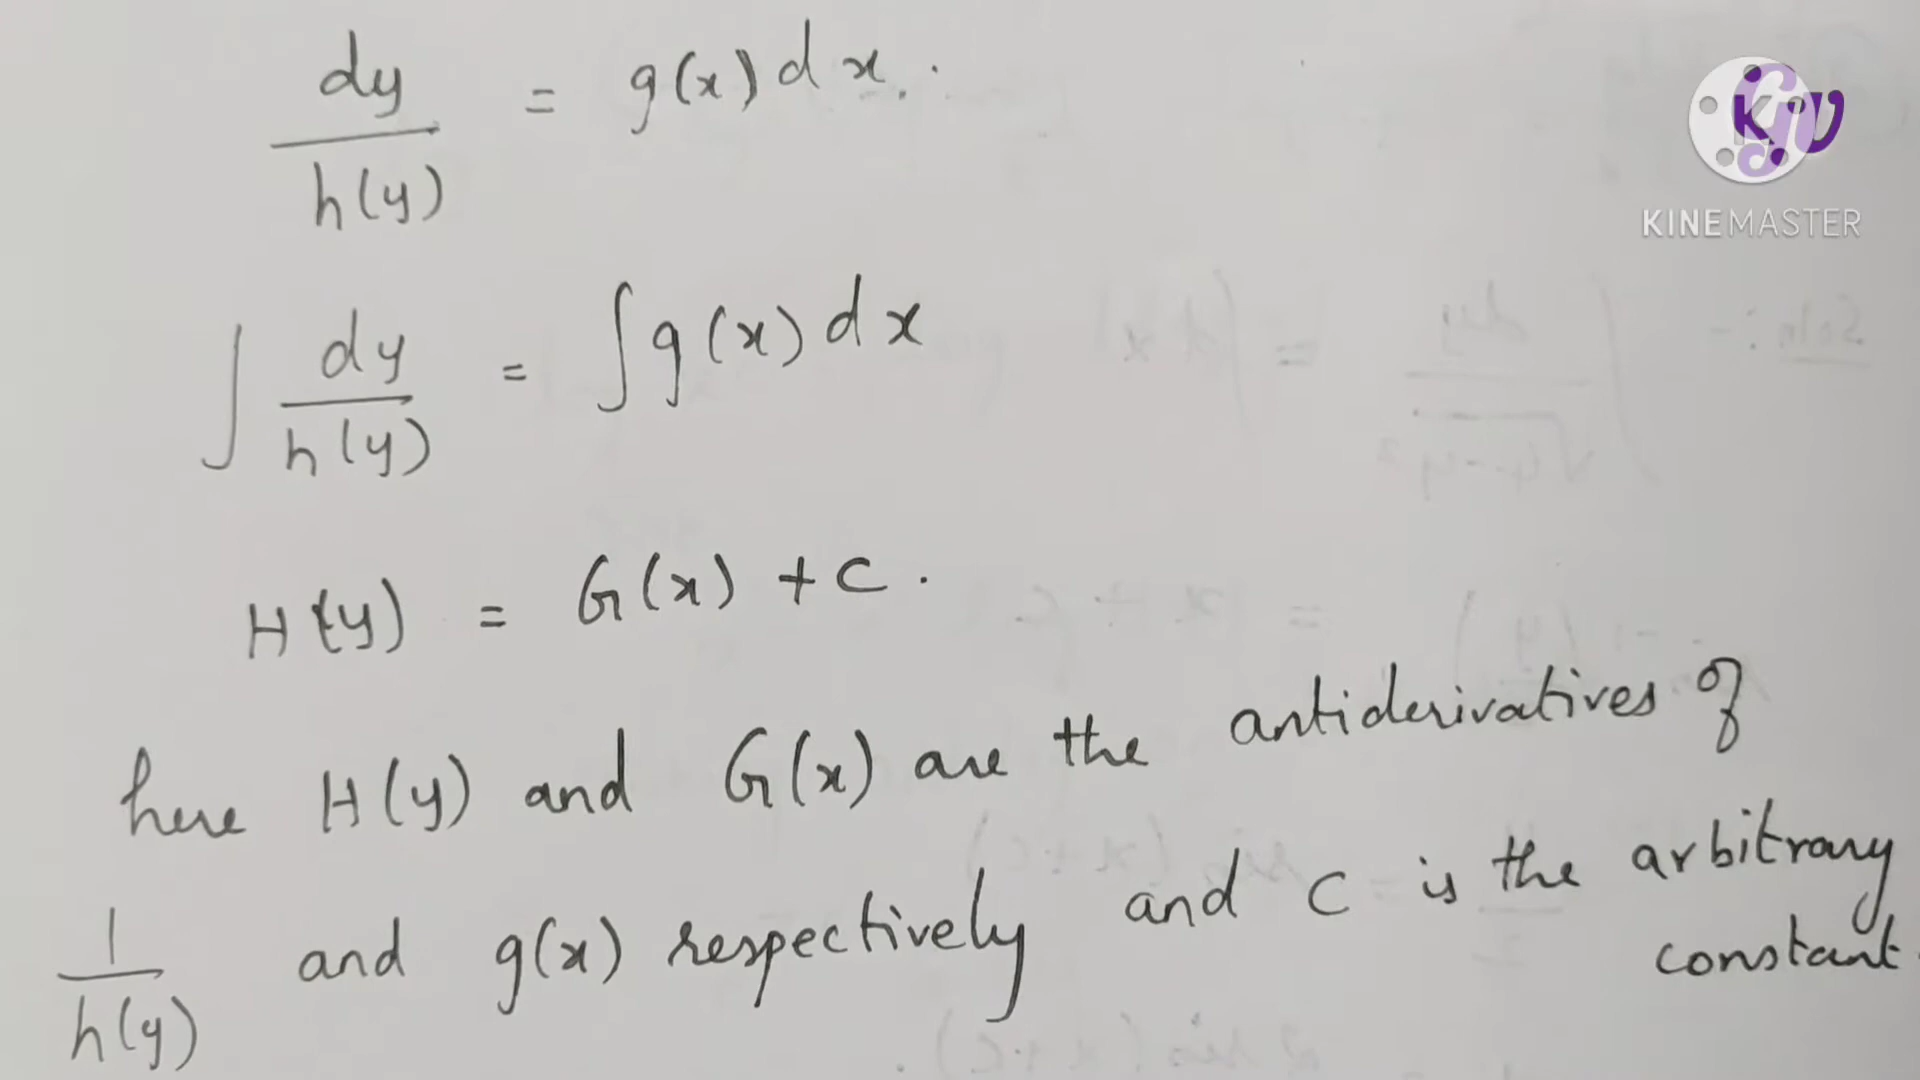 dy/h(y) = g(x) dx.
∫ dy/h(y) = ∫ g(x) dx
H(y) = G(x) + C.
here H(y) and G(x) are the antiderivatives of
1/h(y) and g(x) respectively and C is the arbitrary
constant.
KINEMASTER